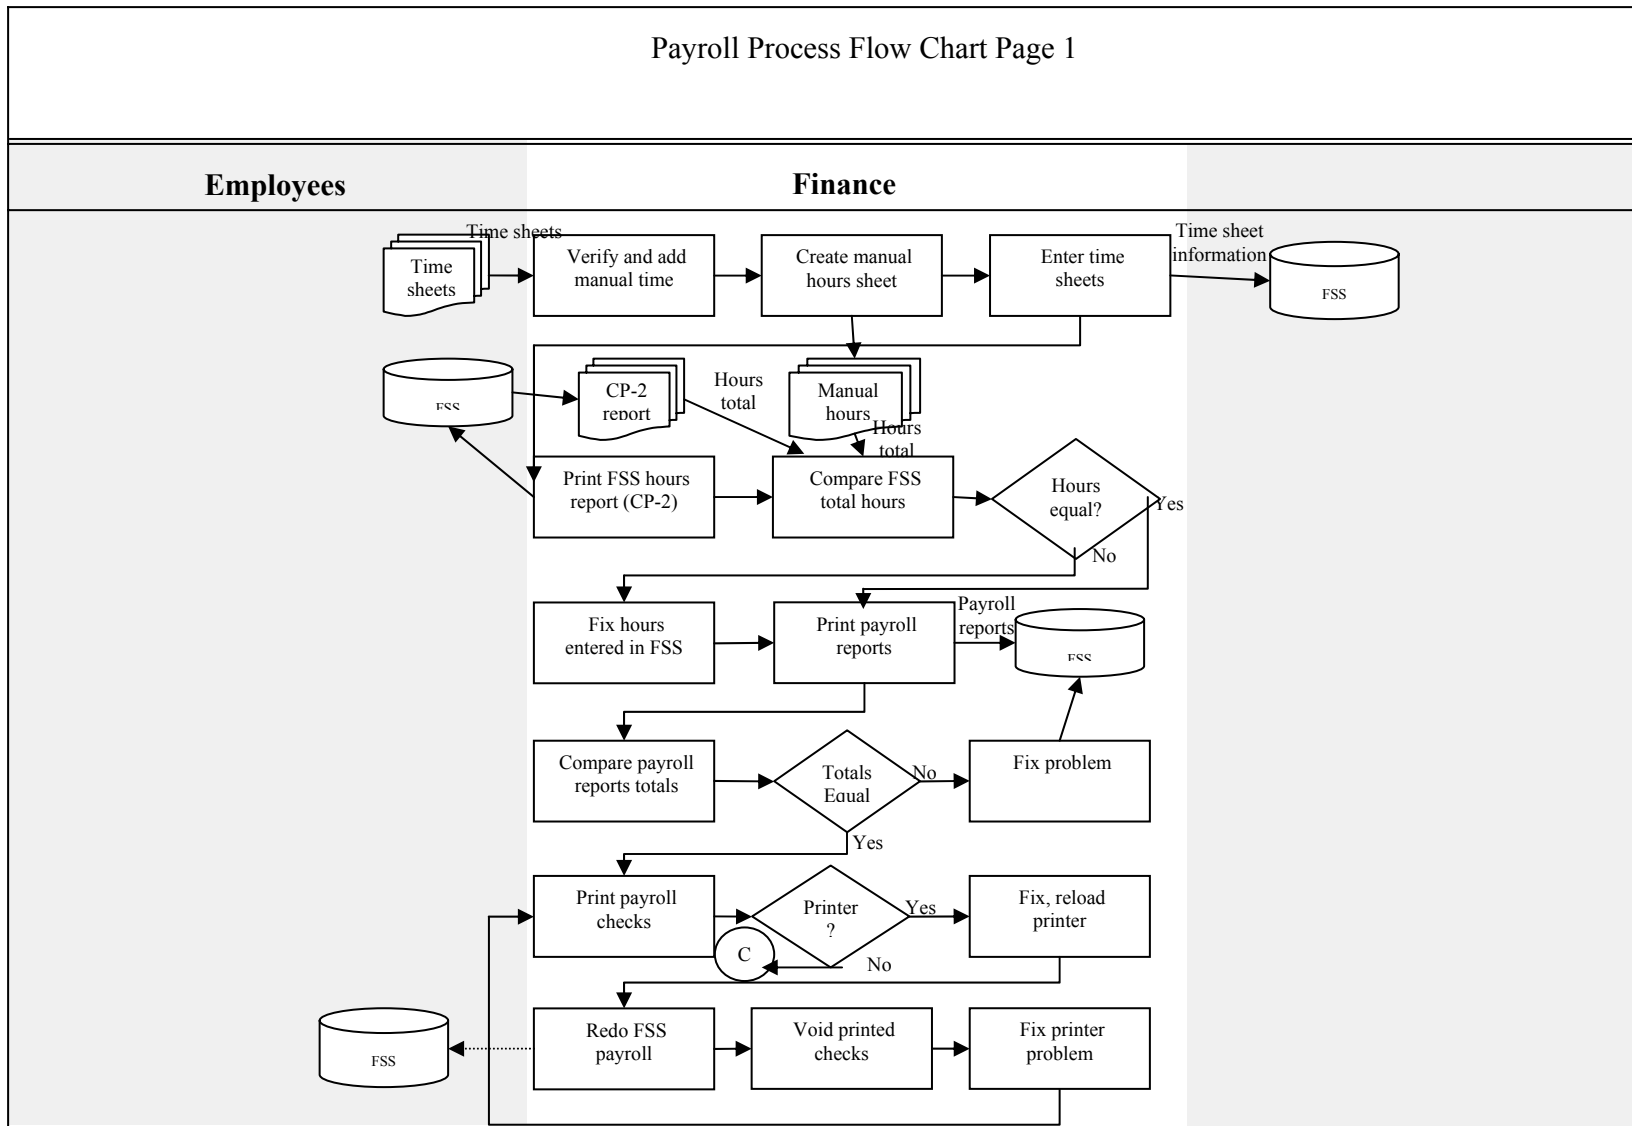 Payroll Process Flow Chart Page 1
Employees
Finance
Time sheets
Time
sheets
Verify and add
manual time
Create manual
hours sheet
Enter time
sheets
Time sheet
information
FSS
FSS
CP-2
report
Hours
total
Manual
hours
Hours
total
Print FSS hours
report (CP-2)
Compare FSS
total hours
Hours
equal?
Yes
No
Fix hours
entered in FSS
Print payroll
reports
Payroll
reports
FSS
Compare payroll
reports totals
Totals
Equal
No
Fix problem
Yes
Print payroll
checks
Printer
?
Yes
Fix, reload
printer
C
No
FSS
Redo FSS
payroll
Void printed
checks
Fix printer
problem